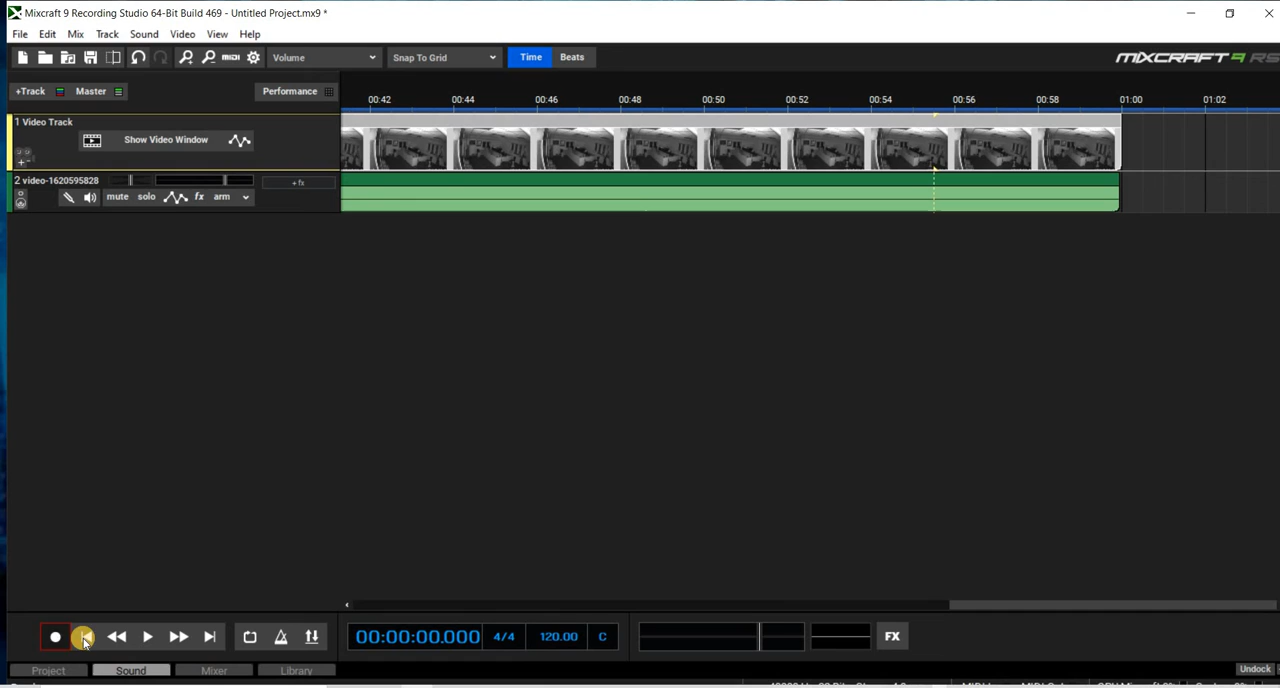 Mixcraft 9 Recording Studio 64-Bit Build 469 - Untitled Project.mx9 *
File Edit Mix Track Sound Video View Help
Volume Snap To Grid Time Beats MIXCRAFT 9 RS
+Track Master Performance
00:42 00:44 00:46 00:48 00:50 00:52 00:54 00:56 00:58 01:00 01:02
1 Video Track
Show Video Window
2 video-1620595828 +fx
mute solo fx arm
00:00:00.000 4/4 120.00 C FX
Project Sound Mixer Library Undock